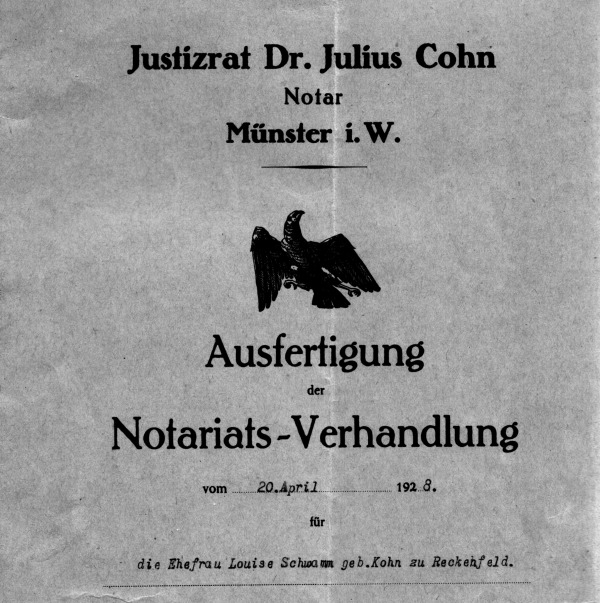 Justizrat Dr. Julius Cohn
Notar
Münster i. W.
Ausfertigung
der
Notariats-Verhandlung
vom 20.April 1928.
für
die Ehefrau Louise Schwamm geb.Kohn zu Reckenfeld.